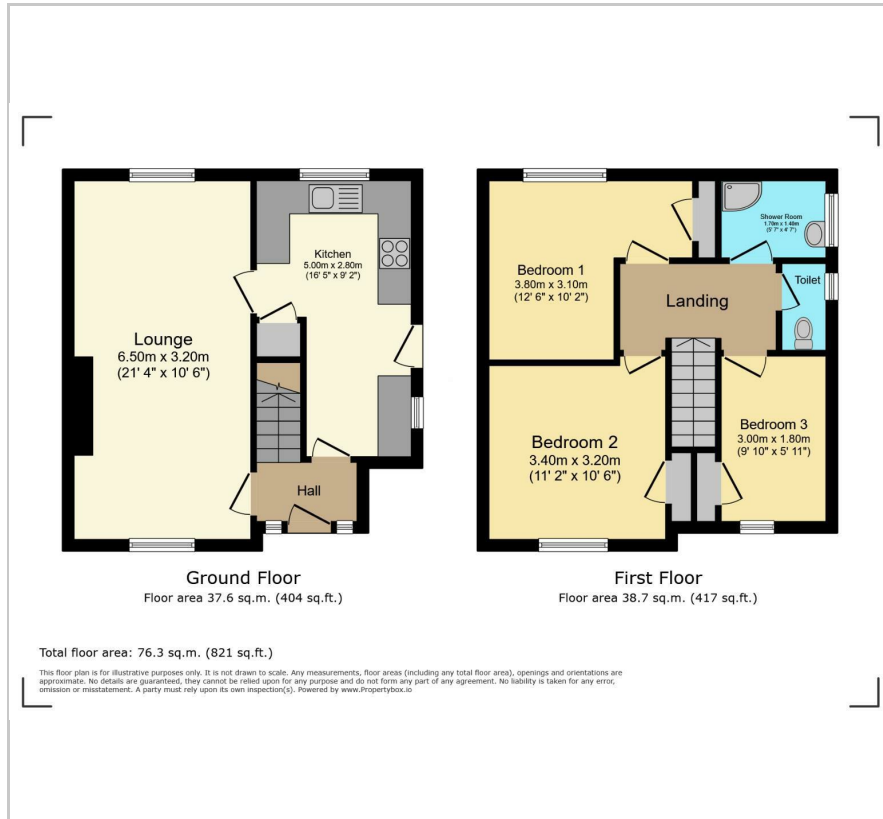 Lounge
6.50m x 3.20m
(21' 4" x 10' 6")
Kitchen
5.00m x 2.80m
(16' 5" x 9' 2")
Hall
Ground Floor
Floor area 37.6 sq.m. (404 sq.ft.)
Bedroom 1
3.80m x 3.10m
(12' 6" x 10' 2")
Shower Room
1.70m x 1.40m
(5' 7" x 4' 7")
Toilet
Landing
Bedroom 2
3.40m x 3.20m
(11' 2" x 10' 6")
Bedroom 3
3.00m x 1.80m
(9' 10" x 5' 11")
First Floor
Floor area 38.7 sq.m. (417 sq.ft.)
Total floor area: 76.3 sq.m. (821 sq.ft.)
This floor plan is for illustrative purposes only. It is not drawn to scale. Any measurements, floor areas (including any total floor area), openings and orientations are
approximate. No details are guaranteed, they cannot be relied upon for any purpose and do not form any part of any agreement. No liability is taken for any error,
omission or misstatement. A party must rely upon its own inspection(s). Powered by www.Propertybox.io